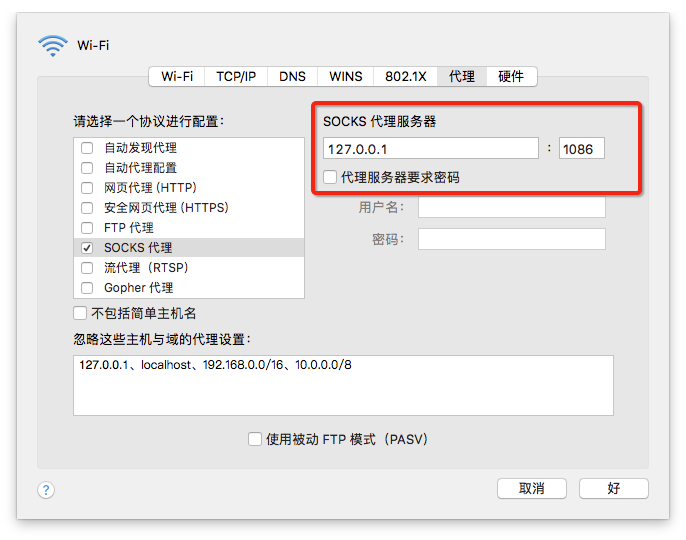 Wi-Fi
Wi-Fi TCP/IP DNS WINS 802.1X 代理 硬件
请选择一个协议进行配置：
自动发现代理
自动代理配置
网页代理 (HTTP)
安全网页代理 (HTTPS)
FTP 代理
SOCKS 代理
流代理（RTSP）
Gopher 代理
不包括简单主机名
SOCKS 代理服务器
127.0.0.1 : 1086
代理服务器要求密码
用户名：
密码：
忽略这些主机与域的代理设置：
127.0.0.1、localhost、192.168.0.0/16、10.0.0.0/8
使用被动 FTP 模式（PASV）
?
取消 好